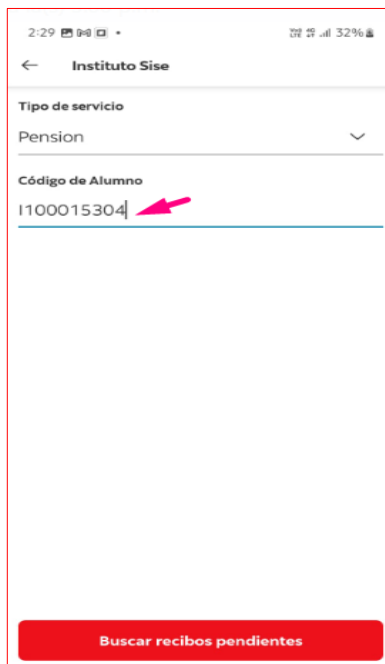 2:29
32%
Instituto Sise
Tipo de servicio
Pension
Código de Alumno
I100015304
Buscar recibos pendientes